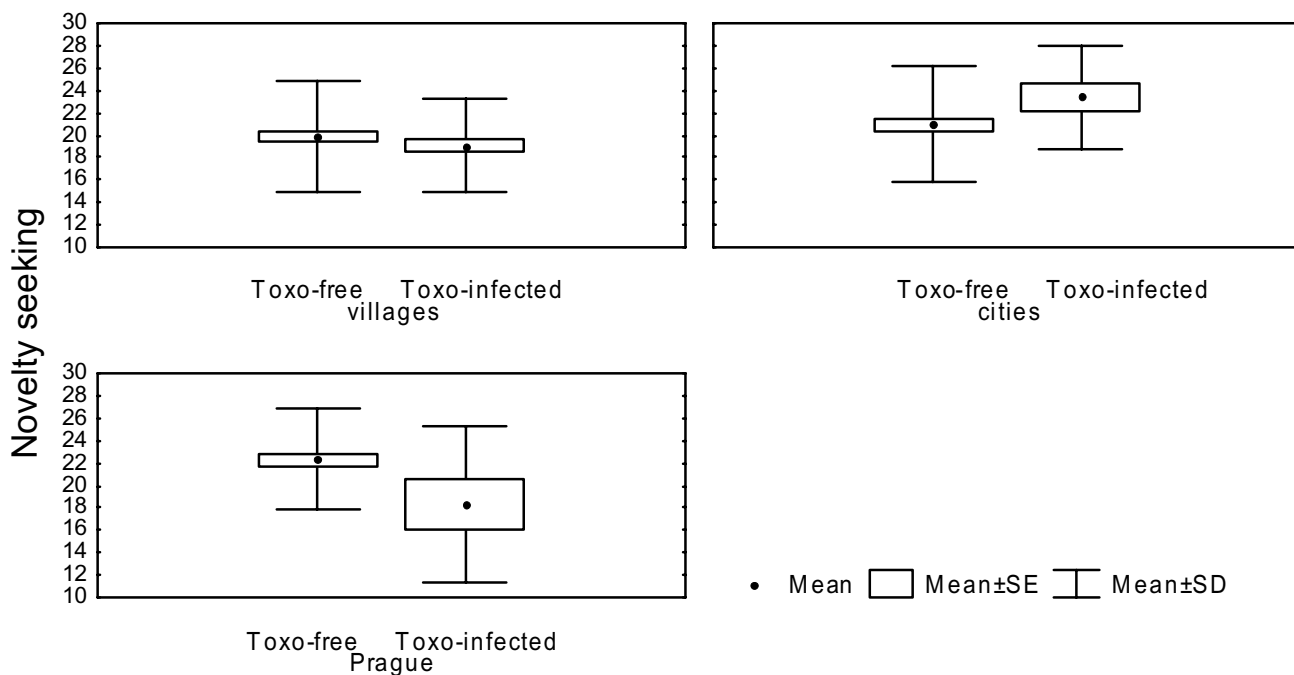 Novelty seeking
30
28
26
24
22
20
18
16
14
12
10
Toxo-free Toxo-infected
villages
Toxo-free Toxo-infected
cities
30
28
26
24
22
20
18
16
14
12
10
Toxo-free Toxo-infected
Prague
Mean Mean±SE Mean±SD